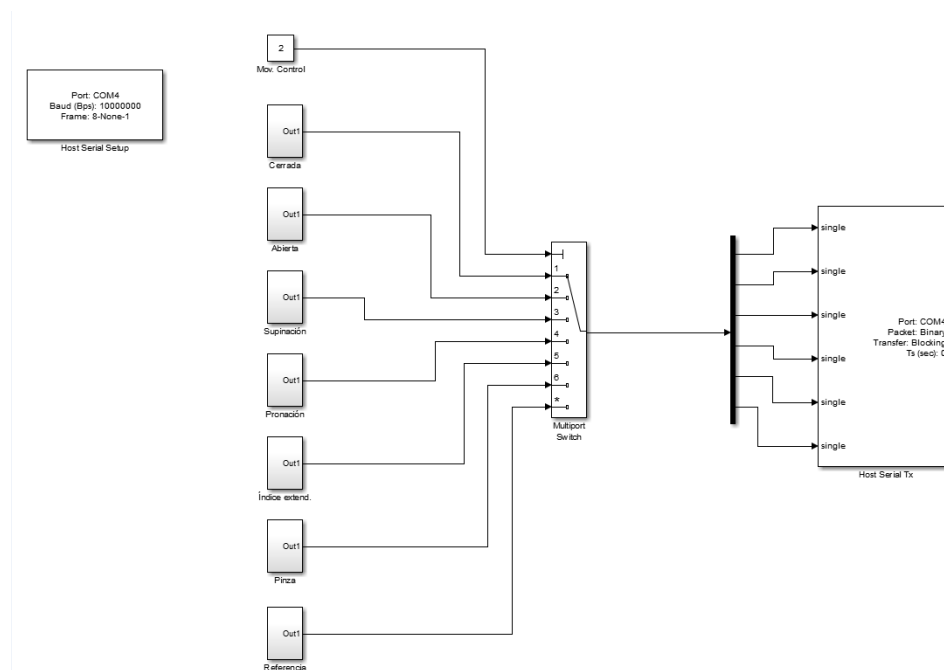 2
Mov. Control
Port: COM4
Baud (Bps): 10000000
Frame: 8-None-1
Host Serial Setup
Out1
Cerrada
Out1
Abierta
Out1
Supinación
Out1
Pronación
Out1
Índice extend.
Out1
Pinza
Out1
Referencia
1
2
3
4
5
6
*
Multiport
Switch
single
single
single
single
single
single
Port: COM4
Packet: Binary
Transfer: Blocking
Ts (sec):
Host Serial Tx